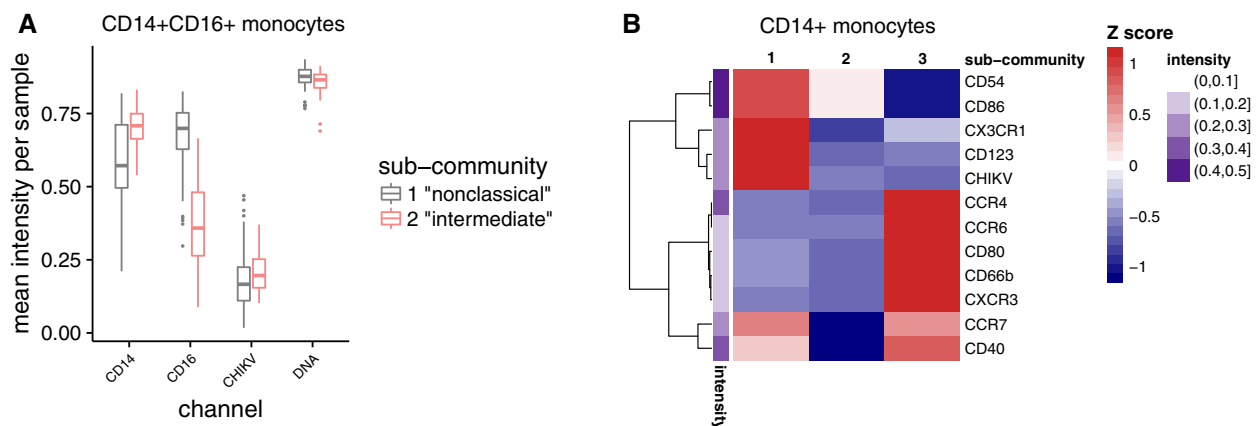 A
CD14+CD16+ monocytes
mean intensity per sample
0.75
0.50
0.25
0.00
CD14
CD16
CHIKV
DNA
channel
sub−community
1 "nonclassical"
2 "intermediate"
B
CD14+ monocytes
1 2 3 sub−community
CD54
CD86
CX3CR1
CD123
CHIKV
CCR4
CCR6
CD80
CD66b
CXCR3
CCR7
CD40
intensity
Z score
1
0.5
0
−0.5
−1
intensity
(0,0.1]
(0.1,0.2]
(0.2,0.3]
(0.3,0.4]
(0.4,0.5]